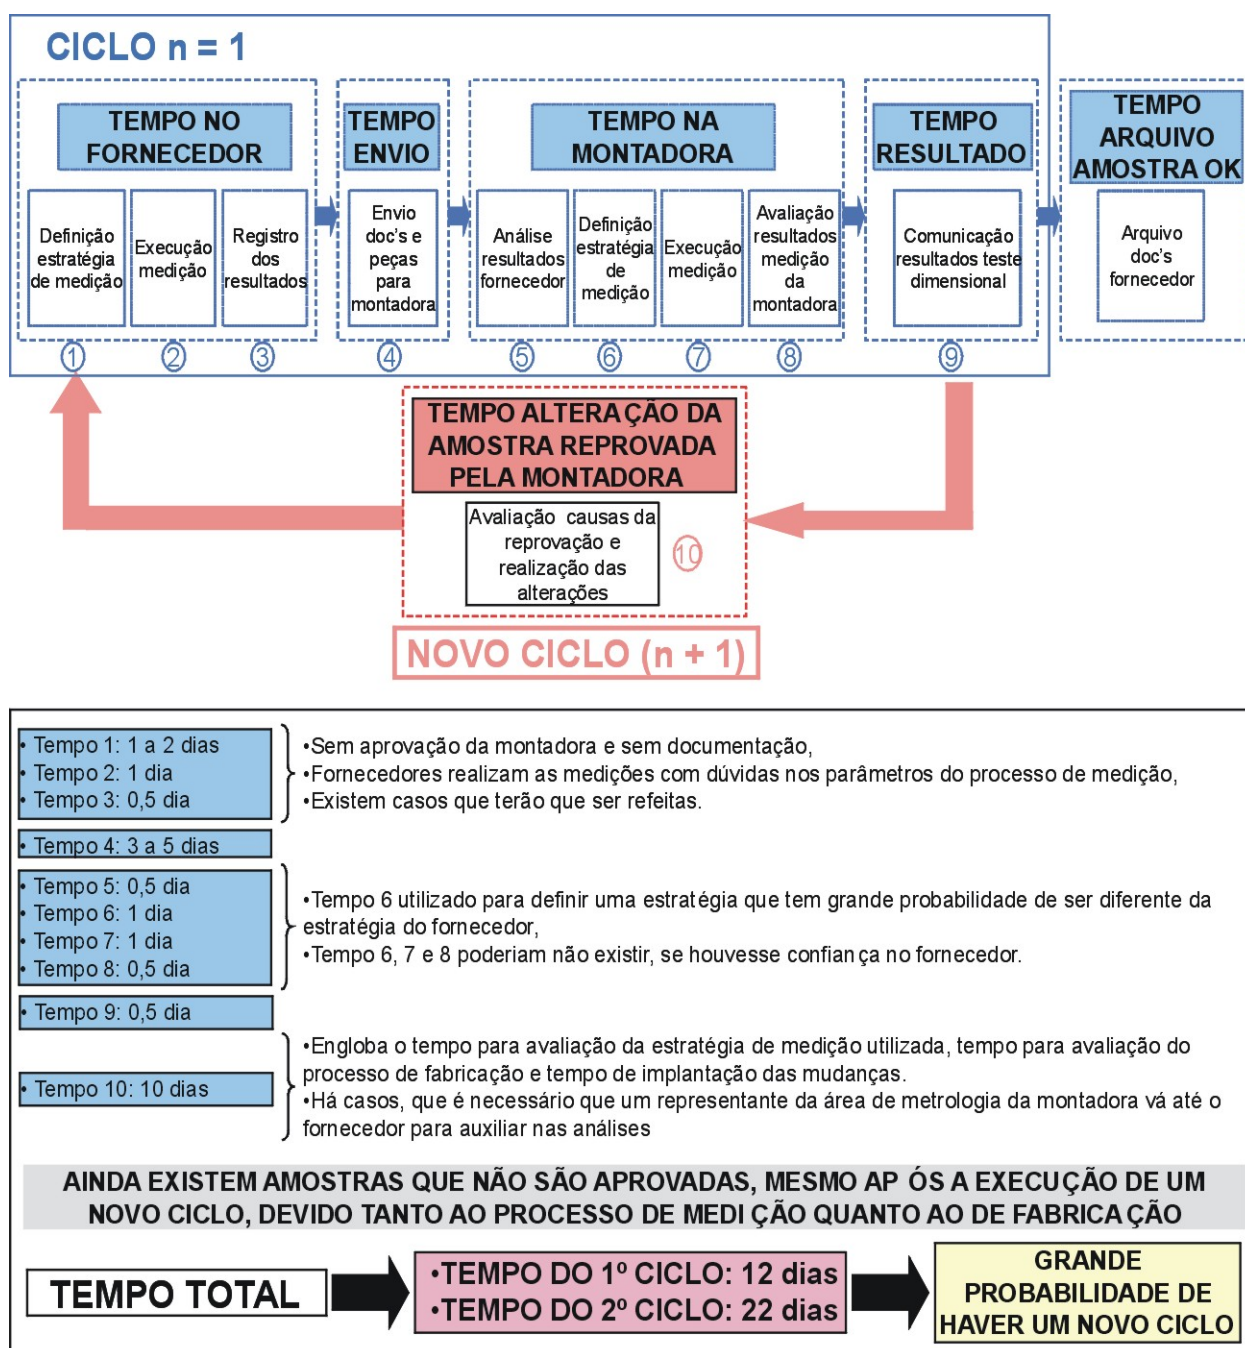 CICLO n = 1
TEMPO NO
FORNECEDOR
Definição
estratégia
de medição
Execução
medição
Registro
dos
resultados
1
2
3
TEMPO
ENVIO
Envio
doc's e
peças
para
montadora
4
TEMPO NA
MONTADORA
Análise
resultados
fornecedor
Definição
estratégia
de
medição
Execução
medição
Avaliação
resultados
medição
da
montadora
5
6
7
8
TEMPO
RESULTADO
Comunicação
resultados teste
dimensional
9
TEMPO
ARQUIVO
AMOSTRA OK
Arquivo
doc's
fornecedor
TEMPO ALTERAÇÃO DA
AMOSTRA REPROVADA
PELA MONTADORA
Avaliação causas da
reprovação e
realização das
alterações
10
NOVO CICLO (n + 1)
• Tempo 1: 1 a 2 dias
• Tempo 2: 1 dia
• Tempo 3: 0,5 dia
•Sem aprovação da montadora e sem documentação,
•Fornecedores realizam as medições com dúvidas nos parâmetros do processo de medição,
•Existem casos que terão que ser refeitas.
• Tempo 4: 3 a 5 dias
• Tempo 5: 0,5 dia
• Tempo 6: 1 dia
• Tempo 7: 1 dia
• Tempo 8: 0,5 dia
•Tempo 6 utilizado para definir uma estratégia que tem grande probabilidade de ser diferente da
estratégia do fornecedor,
•Tempo 6, 7 e 8 poderiam não existir, se houvesse confiança no fornecedor.
• Tempo 9: 0,5 dia
• Tempo 10: 10 dias
•Engloba o tempo para avaliação da estratégia de medição utilizada, tempo para avaliação do
processo de fabricação e tempo de implantação das mudanças.
•Há casos, que é necessário que um representante da área de metrologia da montadora vá até o
fornecedor para auxiliar nas análises
AINDA EXISTEM AMOSTRAS QUE NÃO SÃO APROVADAS, MESMO AP ÓS A EXECUÇÃO DE UM
NOVO CICLO, DEVIDO TANTO AO PROCESSO DE MEDI ÇÃO QUANTO AO DE FABRICA ÇÃO
TEMPO TOTAL
•TEMPO DO 1º CICLO: 12 dias
•TEMPO DO 2º CICLO: 22 dias
GRANDE
PROBABILIDADE DE
HAVER UM NOVO CICLO